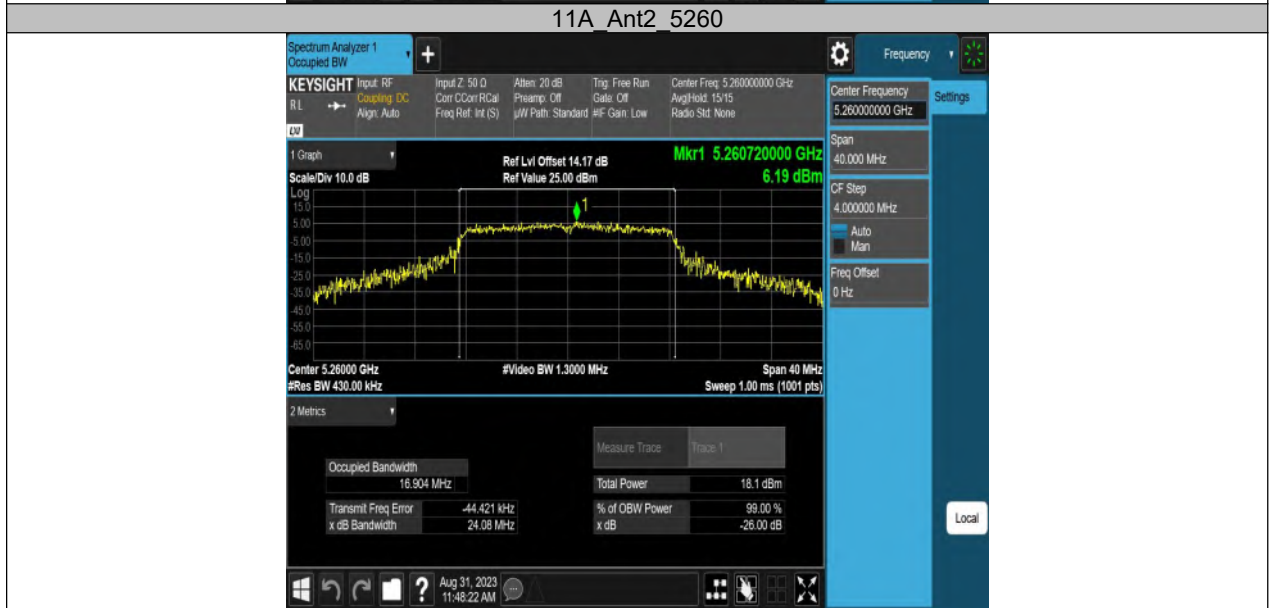 11A_Ant2_5260
Spectrum Analyzer 1
Occupied BW
+
Frequency
KEYSIGHT
R L
LXI
Input: RF
Coupling: DC
Align: Auto
Input Z: 50 Ω
Corr CCorr RCal
Freq Ref: Int (S)
Atten: 20 dB
Preamp: Off
µW Path: Standard
Trig: Free Run
Gate: Off
#IF Gain: Low
Center Freq: 5.260000000 GHz
Avg|Hold: 15/15
Radio Std: None
Center Frequency
5.260000000 GHz
Settings
Span
40.000 MHz
CF Step
4.000000 MHz
Auto
Man
Freq Offset
0 Hz
Local
1 Graph
Scale/Div 10.0 dB
Ref Lvl Offset 14.17 dB
Ref Value 25.00 dBm
Mkr1 5.260720000 GHz
6.19 dBm
Log
15.0
5.00
-5.00
-15.0
-25.0
-35.0
-45.0
-55.0
-65.0
1
Center 5.26000 GHz
#Res BW 430.00 kHz
#Video BW 1.3000 MHz
Span 40 MHz
Sweep 1.00 ms (1001 pts)
2 Metrics
Measure Trace Trace 1
Occupied Bandwidth
16.904 MHz
Total Power 18.1 dBm
Transmit Freq Error -44.421 kHz
% of OBW Power 99.00 %
x dB Bandwidth 24.08 MHz
x dB -26.00 dB
?
Aug 31, 2023
11:48:22 AM